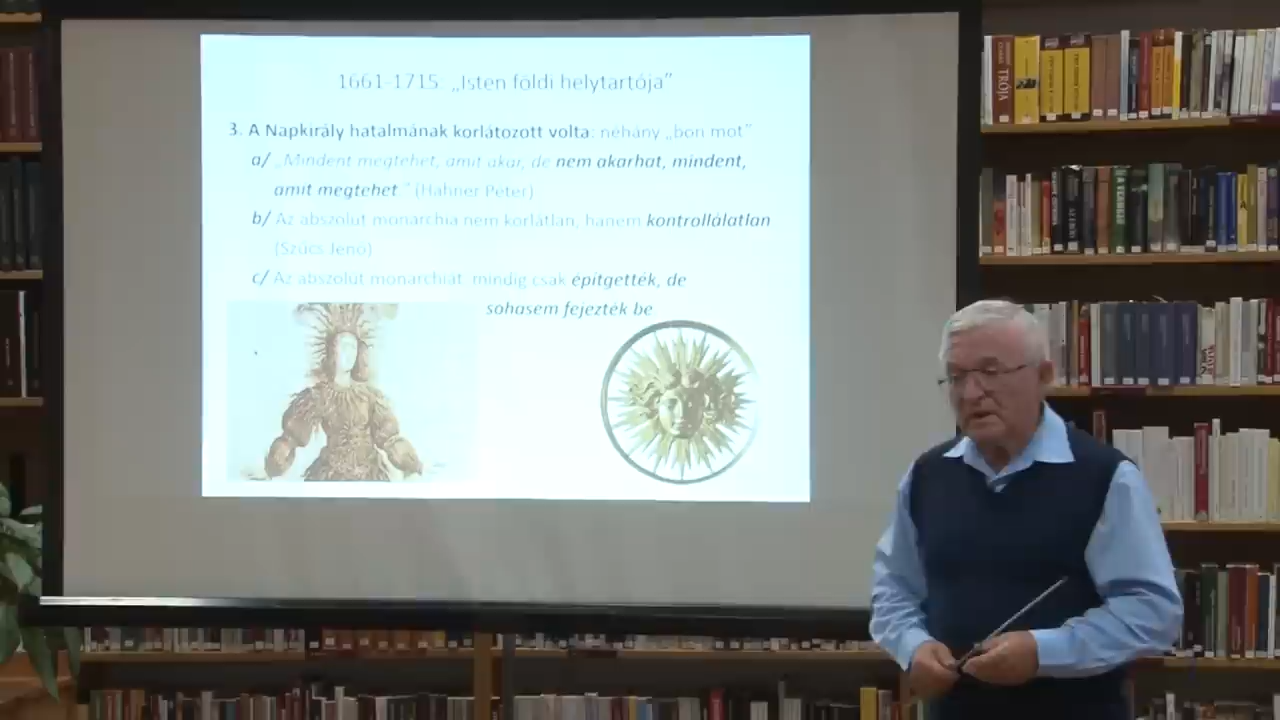 1661-1715: „Isten földi helytartója”
3. A Napkirály hatalmának korlátozott volta: néhány „bon mot”
a/ „Mindent megtehet, amit akar, de nem akarhat, mindent,
amit megtehet.” (Hahner Péter)
b/ Az abszolút monarchia nem korlátlan, hanem kontrollálatlan
(Szűcs Jenő)
c/ Az abszolút monarchiát mindig csak építgették, de
sohasem fejezték be
TRÓJA